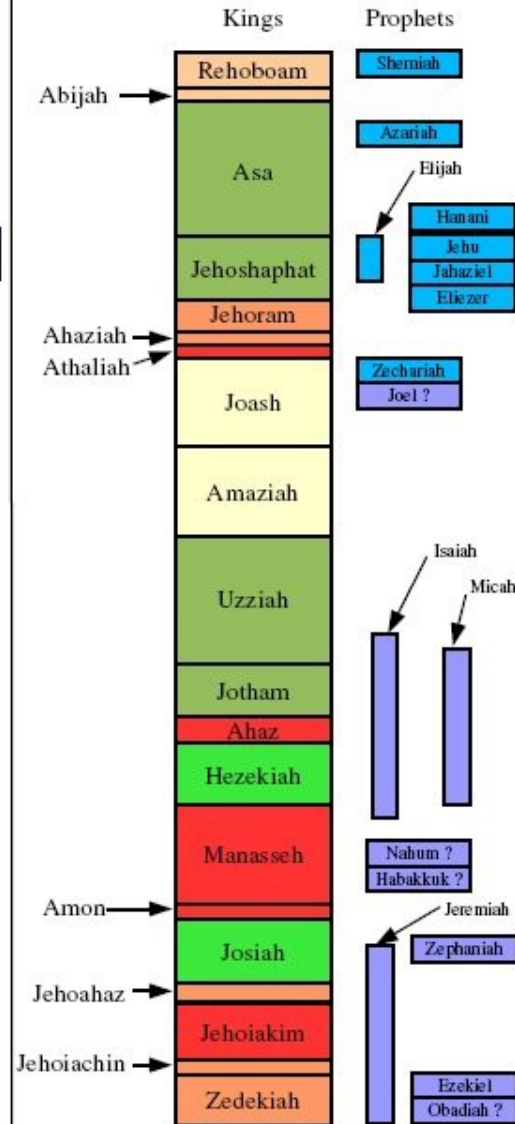 Kings
Prophets
Rehoboam
Shemiah
Abijah
Azariah
Asa
Elijah
Hanani
Jehu
Jehoshaphat
Jahaziel
Eliezer
Jehoram
Ahaziah
Athaliah
Zechariah
Joel ?
Joash
Amaziah
Isaiah
Micah
Uzziah
Jotham
Ahaz
Hezekiah
Manasseh
Nahum ?
Habakkuk ?
Amon
Jeremiah
Josiah
Zephaniah
Jehoahaz
Jehoiakim
Jehoiachin
Ezekiel
Zedekiah
Obadiah ?